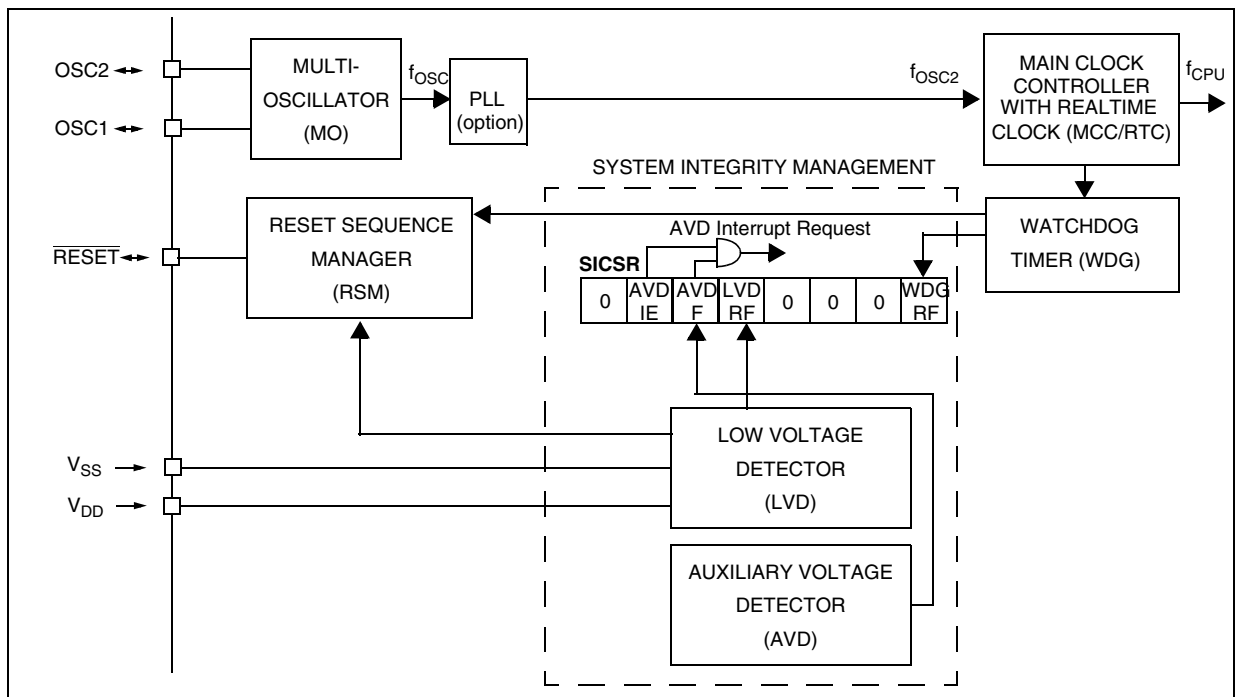 OSC2
OSC1
MULTI-
OSCILLATOR
(MO)
fOSC
PLL
(option)
fOSC2
MAIN CLOCK
CONTROLLER
WITH REALTIME
CLOCK (MCC/RTC)
fCPU
SYSTEM INTEGRITY MANAGEMENT
RESET
RESET SEQUENCE
MANAGER
(RSM)
AVD Interrupt Request
WATCHDOG
TIMER (WDG)
SICSR
0
AVD
IE
AVD
F
LVD
RF
0
0
0
WDG
RF
VSS
VDD
LOW VOLTAGE
DETECTOR
(LVD)
AUXILIARY VOLTAGE
DETECTOR
(AVD)